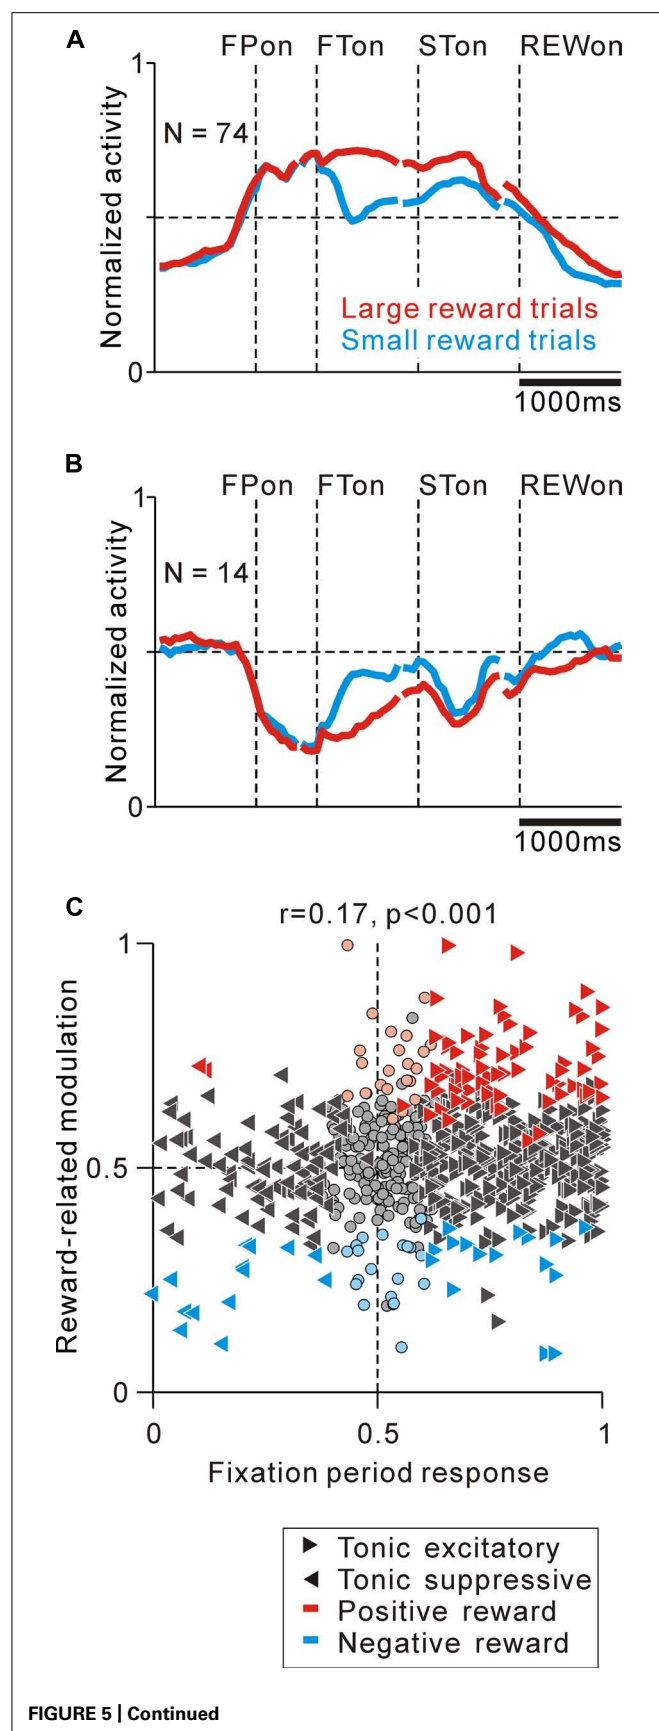 A
FPon FTon STon REWon
1
N = 74
Normalized activity
Large reward trials
Small reward trials
0
1000ms
B
FPon FTon STon REWon
1
N = 14
Normalized activity
0
1000ms
C
r=0.17, p<0.001
1
Reward-related modulation
0.5
0
0 0.5 1
Fixation period response
Tonic excitatory
Tonic suppressive
Positive reward
Negative reward
FIGURE 5 | Continued